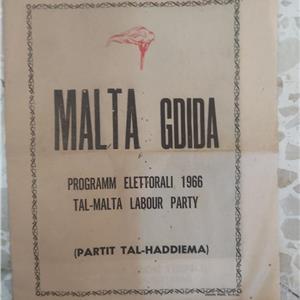 MALTA GDIDA
PROGRAMM ELETTORALI 1966
TAL-MALTA LABOUR PARTY
(PARTIT TAL-HADDIEMA)